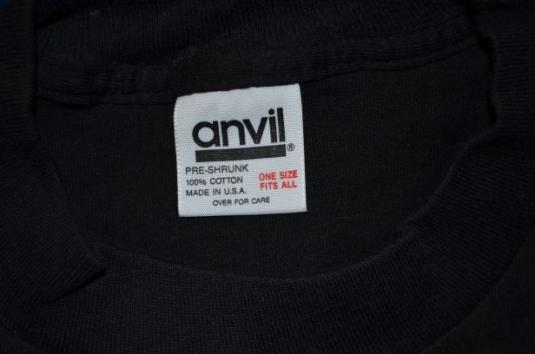 anvil®
PRE-SHRUNK
100% COTTON
MADE IN U.S.A.
ONE SIZE
FITS ALL
OVER FOR CARE